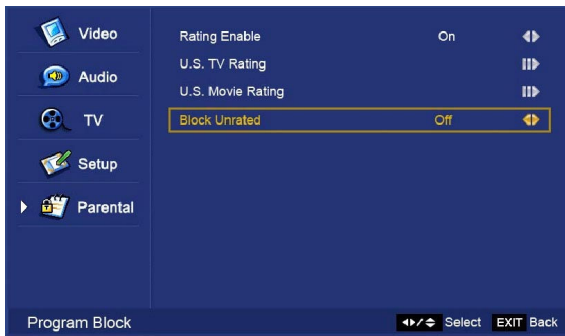 Video
Audio
TV
Setup
Parental
Rating Enable On
U.S. TV Rating
U.S. Movie Rating
Block Unrated Off
Program Block Select EXIT Back